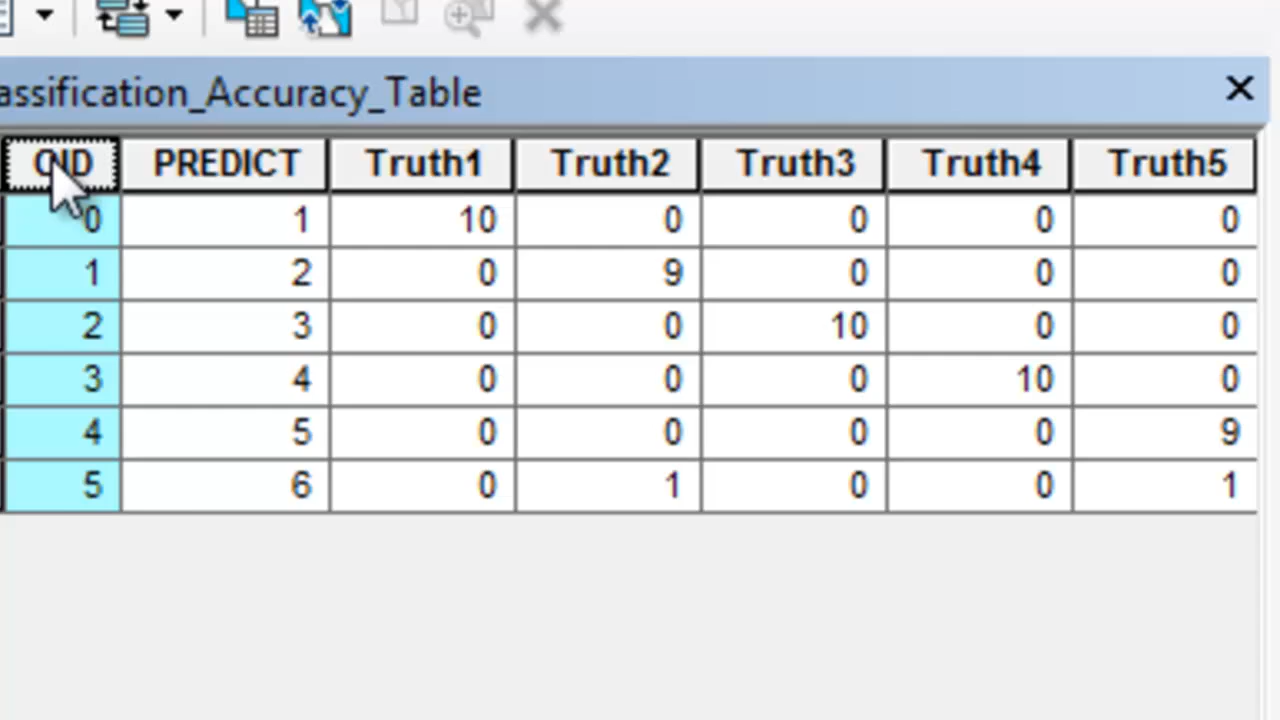 assification_Accuracy_Table
OID PREDICT Truth1 Truth2 Truth3 Truth4 Truth5
0 1 10 0 0 0 0
1 2 0 9 0 0 0
2 3 0 0 10 0 0
3 4 0 0 0 10 0
4 5 0 0 0 0 9
5 6 0 1 0 0 1